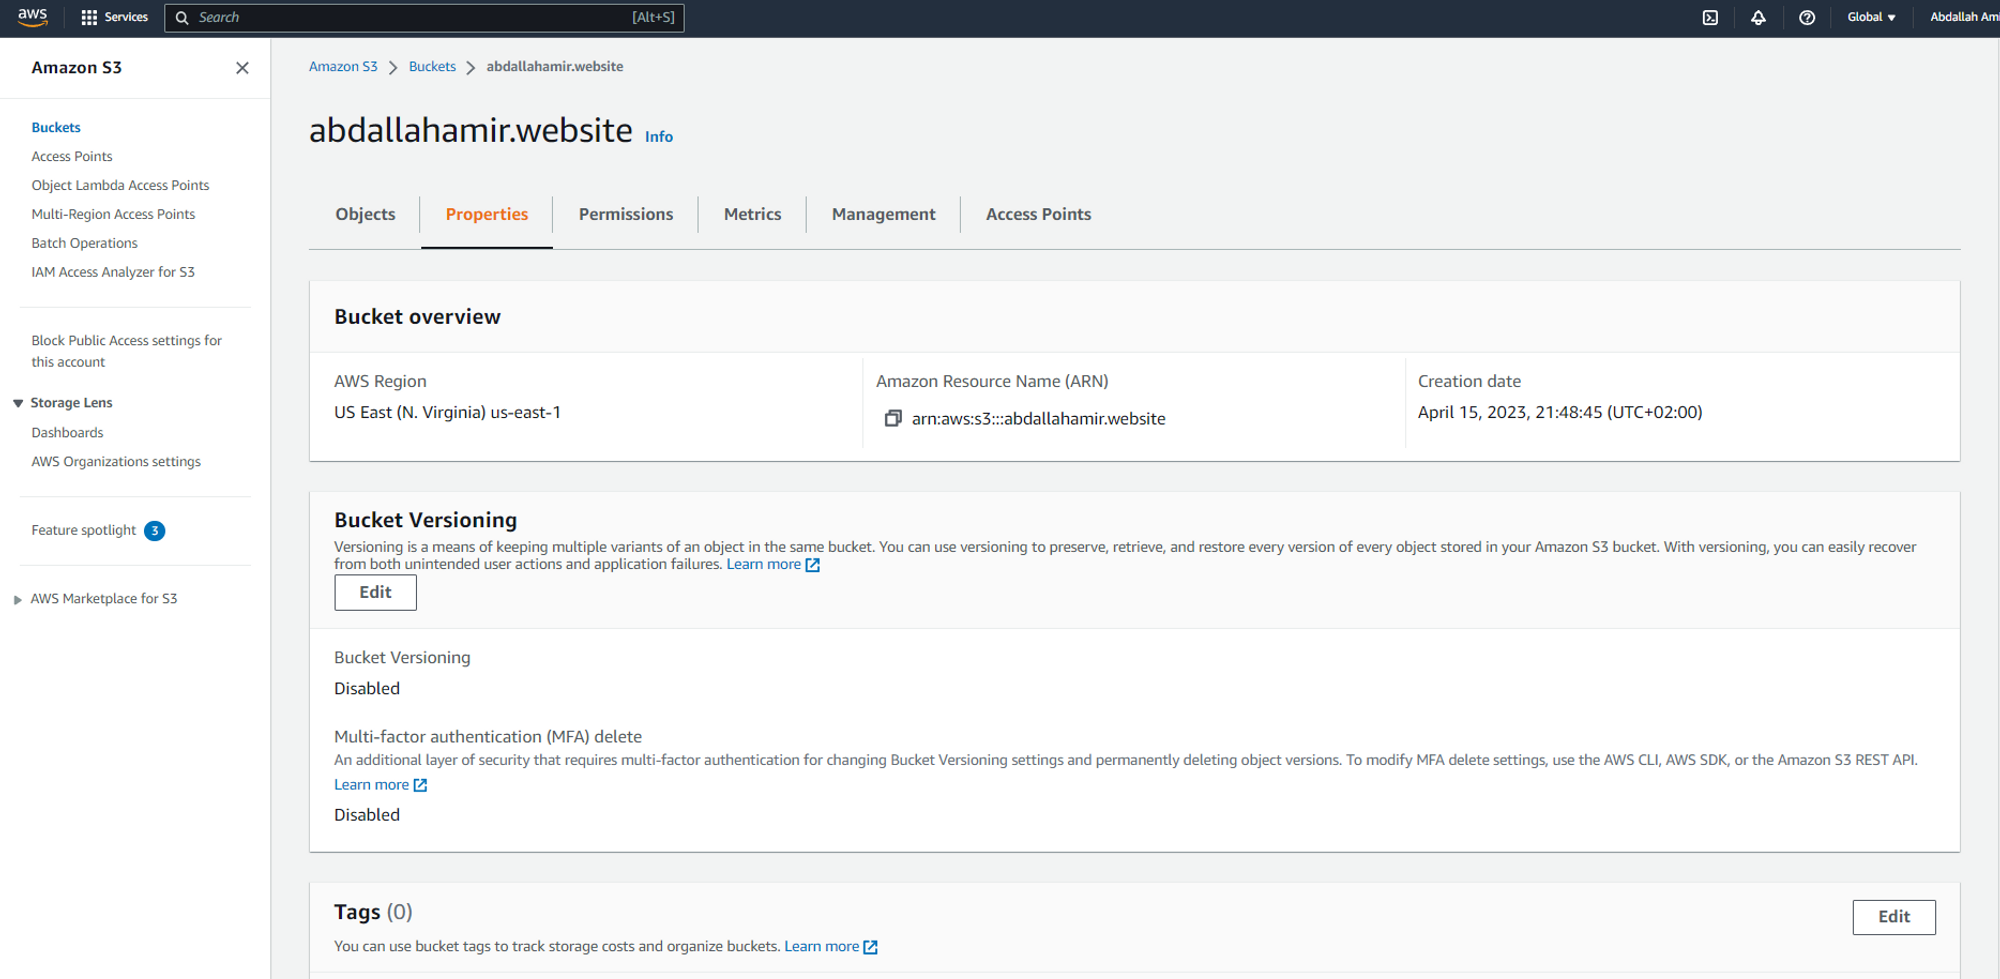 aws
Services
Search
[Alt+S]
Global
Abdallah Ami
Amazon S3
Buckets
Access Points
Object Lambda Access Points
Multi-Region Access Points
Batch Operations
IAM Access Analyzer for S3
Block Public Access settings for
this account
Storage Lens
Dashboards
AWS Organizations settings
Feature spotlight 3
AWS Marketplace for S3
Amazon S3 > Buckets > abdallahamir.website
abdallahamir.website Info
Objects
Properties
Permissions
Metrics
Management
Access Points
Bucket overview
AWS Region
US East (N. Virginia) us-east-1
Amazon Resource Name (ARN)
arn:aws:s3:::abdallahamir.website
Creation date
April 15, 2023, 21:48:45 (UTC+02:00)
Bucket Versioning
Versioning is a means of keeping multiple variants of an object in the same bucket. You can use versioning to preserve, retrieve, and restore every version of every object stored in your Amazon S3 bucket. With versioning, you can easily recover
from both unintended user actions and application failures. Learn more
Edit
Bucket Versioning
Disabled
Multi-factor authentication (MFA) delete
An additional layer of security that requires multi-factor authentication for changing Bucket Versioning settings and permanently deleting object versions. To modify MFA delete settings, use the AWS CLI, AWS SDK, or the Amazon S3 REST API.
Learn more
Disabled
Tags (0)
Edit
You can use bucket tags to track storage costs and organize buckets. Learn more